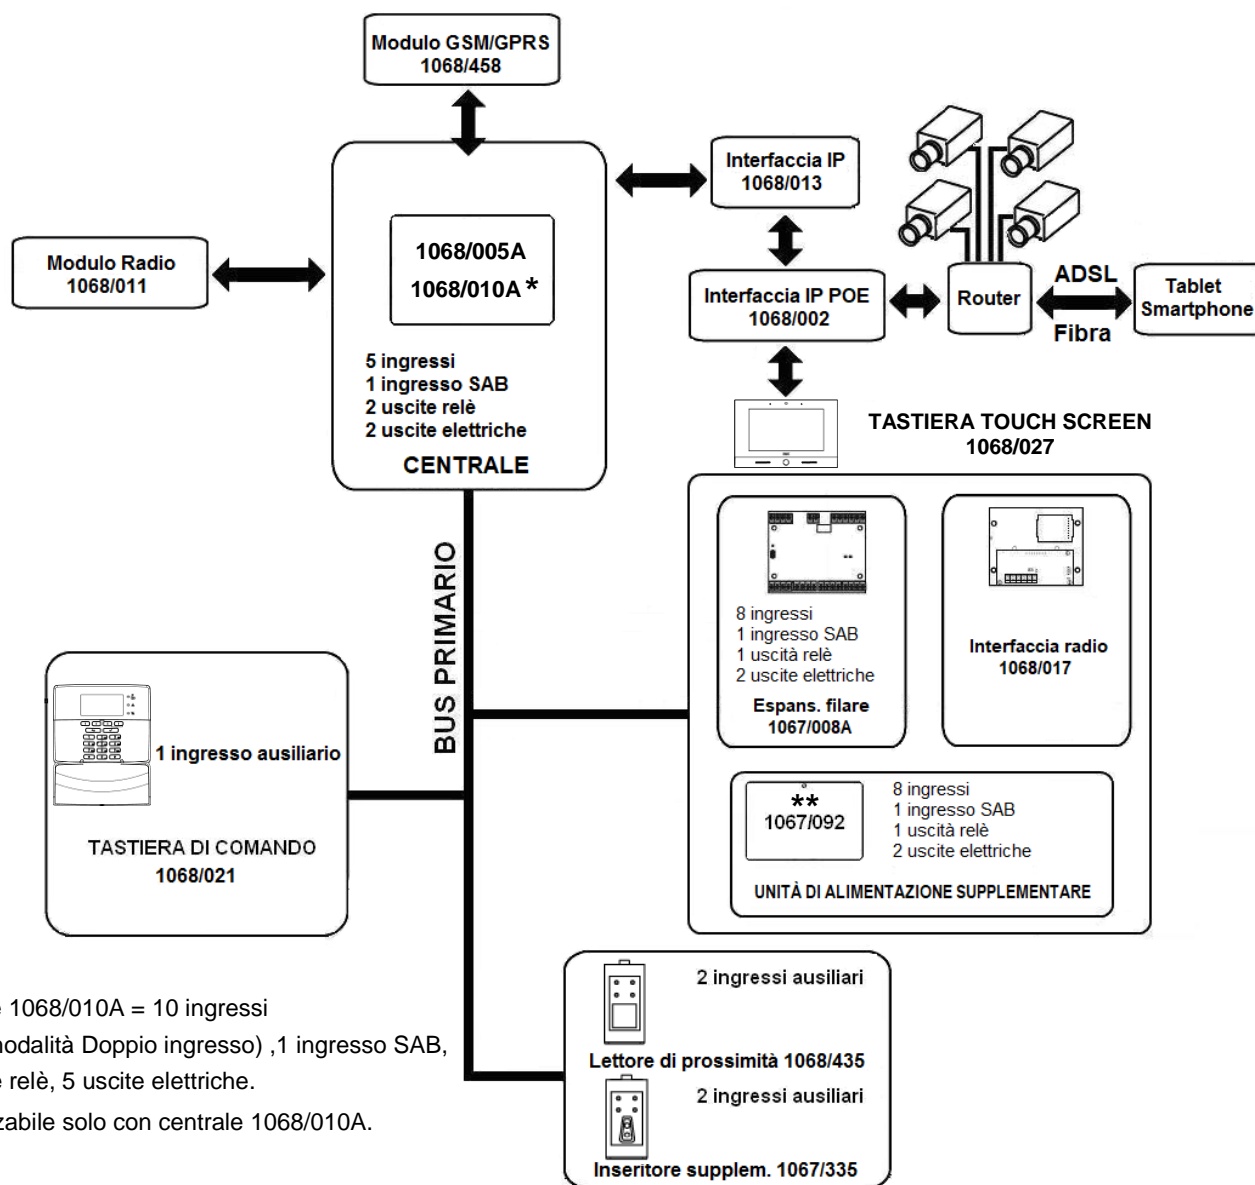 Modulo GSM/GPRS
1068/458
Interfaccia IP
1068/013
Modulo Radio
1068/011
1068/005A
1068/010A *
5 ingressi
1 ingresso SAB
2 uscite relè
2 uscite elettriche
CENTRALE
Interfaccia IP POE
1068/002
Router
ADSL
Fibra
Tablet
Smartphone
TASTIERA TOUCH SCREEN
1068/027
BUS PRIMARIO
8 ingressi
1 ingresso SAB
1 uscità relè
2 uscite elettriche
Espans. filare
1067/008A
Interfaccia radio
1068/017
**
1067/092
8 ingressi
1 ingresso SAB
1 uscità relè
2 uscite elettriche
UNITÀ DI ALIMENTAZIONE SUPPLEMENTARE
1 ingresso ausiliario
TASTIERA DI COMANDO
1068/021
2 ingressi ausiliari
Lettore di prossimità 1068/435
2 ingressi ausiliari
Inseritore supplem. 1067/335
e 1068/010A = 10 ingressi
nodalità Doppio ingresso) ,1 ingresso SAB,
e relè, 5 uscite elettriche.
zabile solo con centrale 1068/010A.